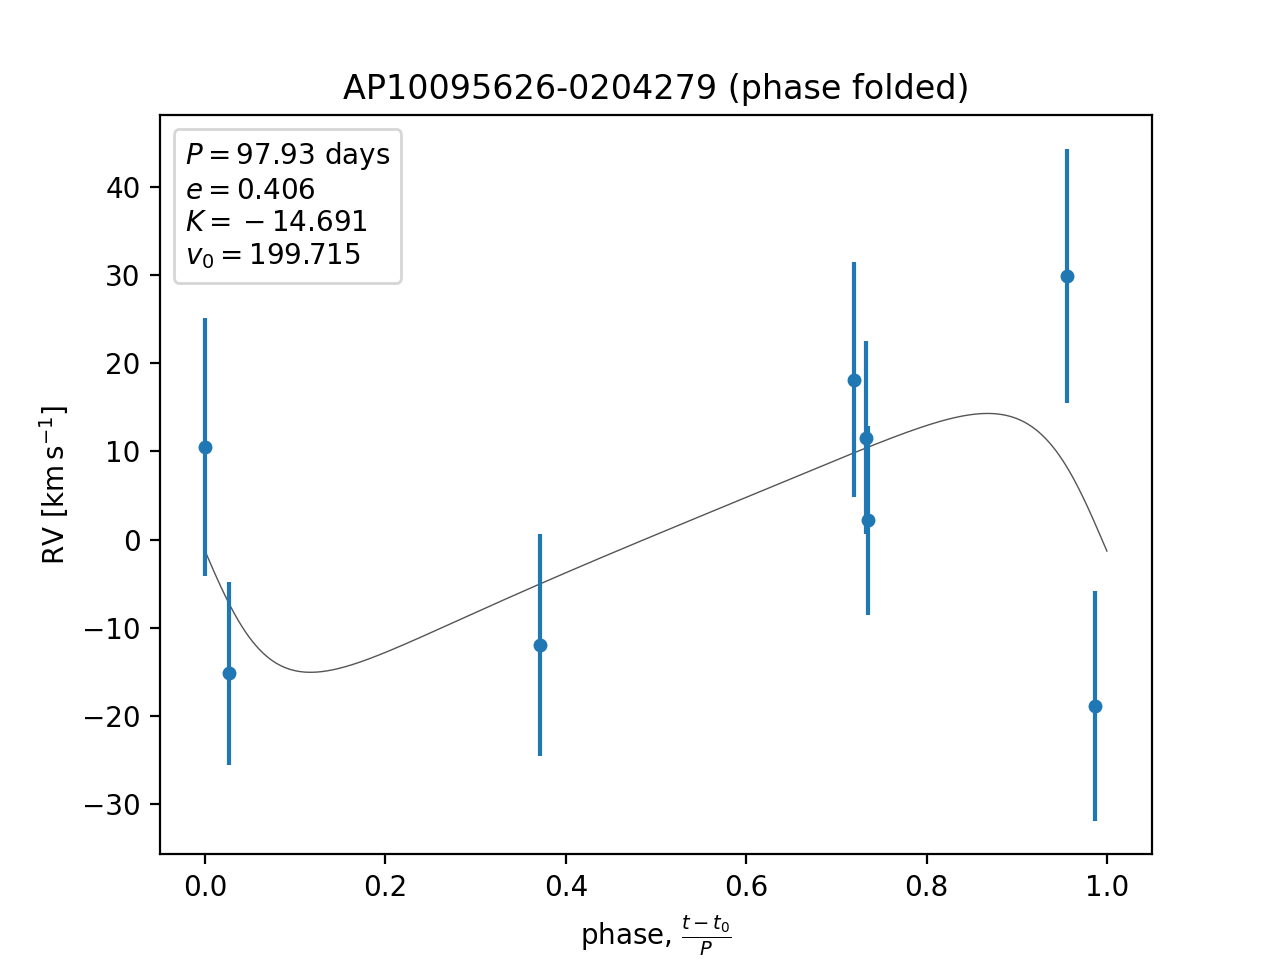 AP10095626-0204279 (phase folded)
P = 97.93 days
e = 0.406
K = −14.691
v₀ = 199.715
40
30
20
10
0
−10
−20
−30
RV [km s⁻¹]
0.0 0.2 0.4 0.6 0.8 1.0
phase, (t − t₀)/P